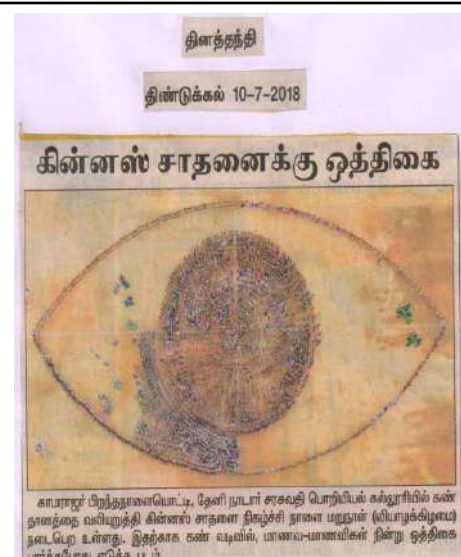 தினத்தந்தி
திண்டுக்கல் 10-7-2018
கின்னஸ் சாதனைக்கு ஒத்திகை
காமராஜர் பிறந்தநாளையொட்டி, தேனி நாடார் சரசுவதி பொறியியல் கல்லூரியில் கண்
தானத்தை வலியுறுத்தி கின்னஸ் சாதனை நிகழ்ச்சி நாளை மறுநாள் (வியாழக்கிழமை)
நடைபெற உள்ளது. இதற்காக கண் வடிவில், மாணவ-மாணவிகள் நின்று ஒத்திகை